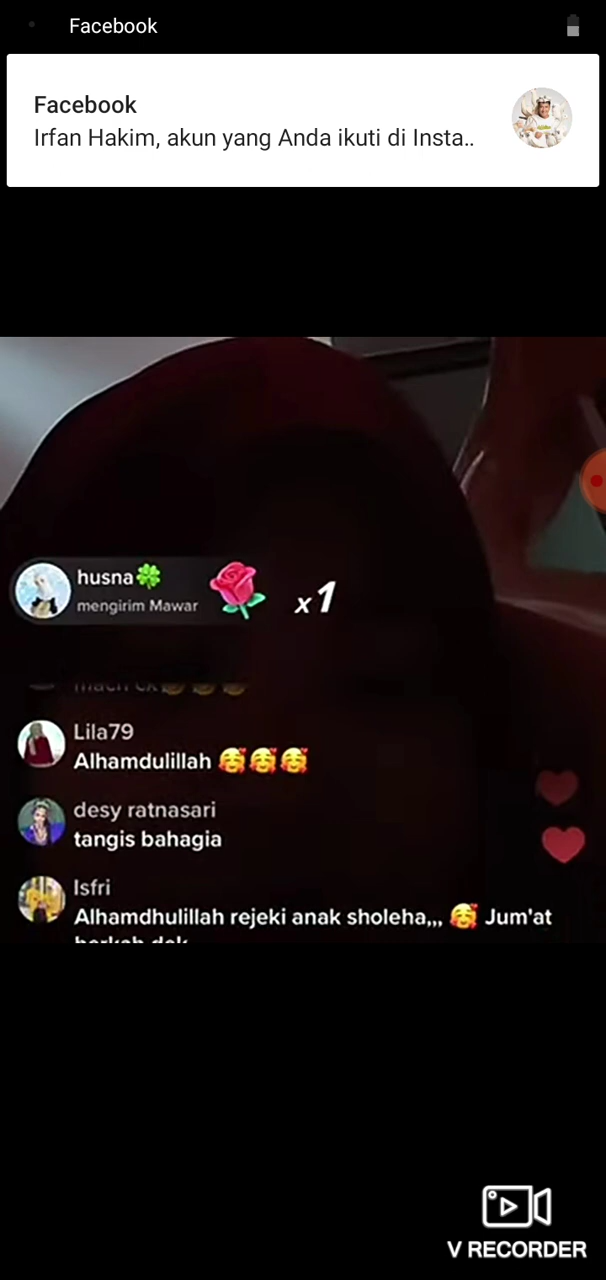 Facebook
Facebook
Irfan Hakim, akun yang Anda ikuti di Insta..
husna🍀
mengirim Mawar
x1
Lila79
Alhamdulillah 🥰🥰🥰
desy ratnasari
tangis bahagia
Isfri
Alhamdhulillah rejeki anak sholeha,,, 🥰 Jum'at
V RECORDER